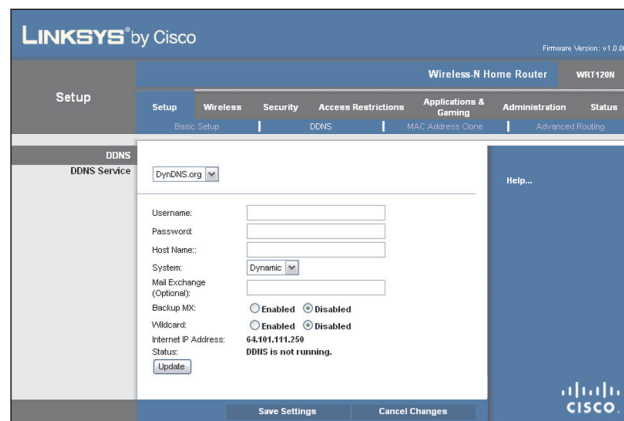 LINKSYS® by Cisco
Firmware Version: v1.0.0
Wireless-N Home Router WRT120N
Setup
Setup Wireless Security Access Restrictions Applications & Gaming Administration Status
Basic Setup DDNS MAC Address Clone Advanced Routing
DDNS
DDNS Service
DynDNS.org
Help...
Username:
Password:
Host Name::
System: Dynamic
Mail Exchange
(Optional):
Backup MX: Enabled Disabled
Wildcard: Enabled Disabled
Internet IP Address: 64.101.111.250
Status: DDNS is not running.
Update
Save Settings Cancel Changes
CISCO.